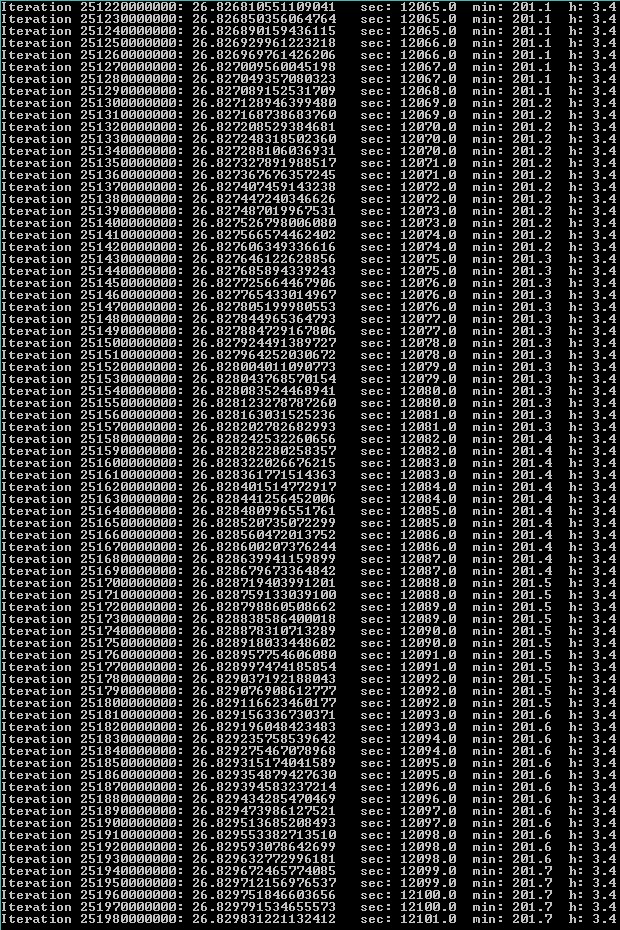 Iteration 251220000000: 26.826810551109041 sec: 12065.0 min: 201.1 h: 3.4
Iteration 251230000000: 26.826850356064764 sec: 12065.0 min: 201.1 h: 3.4
Iteration 251240000000: 26.826890159436115 sec: 12065.0 min: 201.1 h: 3.4
Iteration 251250000000: 26.826929961223218 sec: 12066.0 min: 201.1 h: 3.4
Iteration 251260000000: 26.826969761426206 sec: 12066.0 min: 201.1 h: 3.4
Iteration 251270000000: 26.827009560045198 sec: 12067.0 min: 201.1 h: 3.4
Iteration 251280000000: 26.827049357080323 sec: 12067.0 min: 201.1 h: 3.4
Iteration 251290000000: 26.827089152531709 sec: 12068.0 min: 201.1 h: 3.4
Iteration 251300000000: 26.827128946399480 sec: 12069.0 min: 201.2 h: 3.4
Iteration 251310000000: 26.827168738683760 sec: 12069.0 min: 201.2 h: 3.4
Iteration 251320000000: 26.827208529384681 sec: 12070.0 min: 201.2 h: 3.4
Iteration 251330000000: 26.827248318502360 sec: 12070.0 min: 201.2 h: 3.4
Iteration 251340000000: 26.827288106036931 sec: 12070.0 min: 201.2 h: 3.4
Iteration 251350000000: 26.827327891988517 sec: 12071.0 min: 201.2 h: 3.4
Iteration 251360000000: 26.827367676357245 sec: 12071.0 min: 201.2 h: 3.4
Iteration 251370000000: 26.827407459143238 sec: 12072.0 min: 201.2 h: 3.4
Iteration 251380000000: 26.827447240346626 sec: 12072.0 min: 201.2 h: 3.4
Iteration 251390000000: 26.827487019967531 sec: 12073.0 min: 201.2 h: 3.4
Iteration 251400000000: 26.827526798006080 sec: 12073.0 min: 201.2 h: 3.4
Iteration 251410000000: 26.827566574462402 sec: 12074.0 min: 201.2 h: 3.4
Iteration 251420000000: 26.827606349336616 sec: 12074.0 min: 201.2 h: 3.4
Iteration 251430000000: 26.827646122628856 sec: 12075.0 min: 201.3 h: 3.4
Iteration 251440000000: 26.827685894339243 sec: 12075.0 min: 201.3 h: 3.4
Iteration 251450000000: 26.827725664467906 sec: 12076.0 min: 201.3 h: 3.4
Iteration 251460000000: 26.827765433014967 sec: 12076.0 min: 201.3 h: 3.4
Iteration 251470000000: 26.827805199980553 sec: 12076.0 min: 201.3 h: 3.4
Iteration 251480000000: 26.827844965364793 sec: 12077.0 min: 201.3 h: 3.4
Iteration 251490000000: 26.827884729167806 sec: 12077.0 min: 201.3 h: 3.4
Iteration 251500000000: 26.827924491389727 sec: 12078.0 min: 201.3 h: 3.4
Iteration 251510000000: 26.827964252030672 sec: 12078.0 min: 201.3 h: 3.4
Iteration 251520000000: 26.828004011090773 sec: 12079.0 min: 201.3 h: 3.4
Iteration 251530000000: 26.828043768570154 sec: 12079.0 min: 201.3 h: 3.4
Iteration 251540000000: 26.828083524468941 sec: 12080.0 min: 201.3 h: 3.4
Iteration 251550000000: 26.828123278787260 sec: 12080.0 min: 201.3 h: 3.4
Iteration 251560000000: 26.828163031525236 sec: 12081.0 min: 201.3 h: 3.4
Iteration 251570000000: 26.828202782682993 sec: 12081.0 min: 201.3 h: 3.4
Iteration 251580000000: 26.828242532260656 sec: 12082.0 min: 201.4 h: 3.4
Iteration 251590000000: 26.828282280258357 sec: 12082.0 min: 201.4 h: 3.4
Iteration 251600000000: 26.828322026676215 sec: 12083.0 min: 201.4 h: 3.4
Iteration 251610000000: 26.828361771514363 sec: 12083.0 min: 201.4 h: 3.4
Iteration 251620000000: 26.828401514772917 sec: 12084.0 min: 201.4 h: 3.4
Iteration 251630000000: 26.828441256452006 sec: 12084.0 min: 201.4 h: 3.4
Iteration 251640000000: 26.828480996551761 sec: 12085.0 min: 201.4 h: 3.4
Iteration 251650000000: 26.828520735072299 sec: 12085.0 min: 201.4 h: 3.4
Iteration 251660000000: 26.828560472013752 sec: 12086.0 min: 201.4 h: 3.4
Iteration 251670000000: 26.828600207376244 sec: 12086.0 min: 201.4 h: 3.4
Iteration 251680000000: 26.828639941159899 sec: 12087.0 min: 201.4 h: 3.4
Iteration 251690000000: 26.828679673364842 sec: 12087.0 min: 201.4 h: 3.4
Iteration 251700000000: 26.828719403991201 sec: 12088.0 min: 201.5 h: 3.4
Iteration 251710000000: 26.828759133039100 sec: 12088.0 min: 201.5 h: 3.4
Iteration 251720000000: 26.828798860508662 sec: 12089.0 min: 201.5 h: 3.4
Iteration 251730000000: 26.828838586400018 sec: 12089.0 min: 201.5 h: 3.4
Iteration 251740000000: 26.828878310713289 sec: 12090.0 min: 201.5 h: 3.4
Iteration 251750000000: 26.828918033448602 sec: 12090.0 min: 201.5 h: 3.4
Iteration 251760000000: 26.828957754606080 sec: 12091.0 min: 201.5 h: 3.4
Iteration 251770000000: 26.828997474185854 sec: 12091.0 min: 201.5 h: 3.4
Iteration 251780000000: 26.829037192188043 sec: 12092.0 min: 201.5 h: 3.4
Iteration 251790000000: 26.829076908612777 sec: 12092.0 min: 201.5 h: 3.4
Iteration 251800000000: 26.829116623460177 sec: 12092.0 min: 201.5 h: 3.4
Iteration 251810000000: 26.829156336730371 sec: 12093.0 min: 201.6 h: 3.4
Iteration 251820000000: 26.829196048423483 sec: 12093.0 min: 201.6 h: 3.4
Iteration 251830000000: 26.829235758539642 sec: 12094.0 min: 201.6 h: 3.4
Iteration 251840000000: 26.829275467078968 sec: 12094.0 min: 201.6 h: 3.4
Iteration 251850000000: 26.829315174041589 sec: 12095.0 min: 201.6 h: 3.4
Iteration 251860000000: 26.829354879427630 sec: 12095.0 min: 201.6 h: 3.4
Iteration 251870000000: 26.829394583237214 sec: 12096.0 min: 201.6 h: 3.4
Iteration 251880000000: 26.829434285470469 sec: 12096.0 min: 201.6 h: 3.4
Iteration 251890000000: 26.829473986127521 sec: 12097.0 min: 201.6 h: 3.4
Iteration 251900000000: 26.829513685208493 sec: 12097.0 min: 201.6 h: 3.4
Iteration 251910000000: 26.829553382713510 sec: 12098.0 min: 201.6 h: 3.4
Iteration 251920000000: 26.829593078642699 sec: 12098.0 min: 201.6 h: 3.4
Iteration 251930000000: 26.829632772996181 sec: 12098.0 min: 201.6 h: 3.4
Iteration 251940000000: 26.829672465774085 sec: 12099.0 min: 201.7 h: 3.4
Iteration 251950000000: 26.829712156976537 sec: 12099.0 min: 201.7 h: 3.4
Iteration 251960000000: 26.829751846603656 sec: 12100.0 min: 201.7 h: 3.4
Iteration 251970000000: 26.829791534655573 sec: 12100.0 min: 201.7 h: 3.4
Iteration 251980000000: 26.829831221132412 sec: 12101.0 min: 201.7 h: 3.4